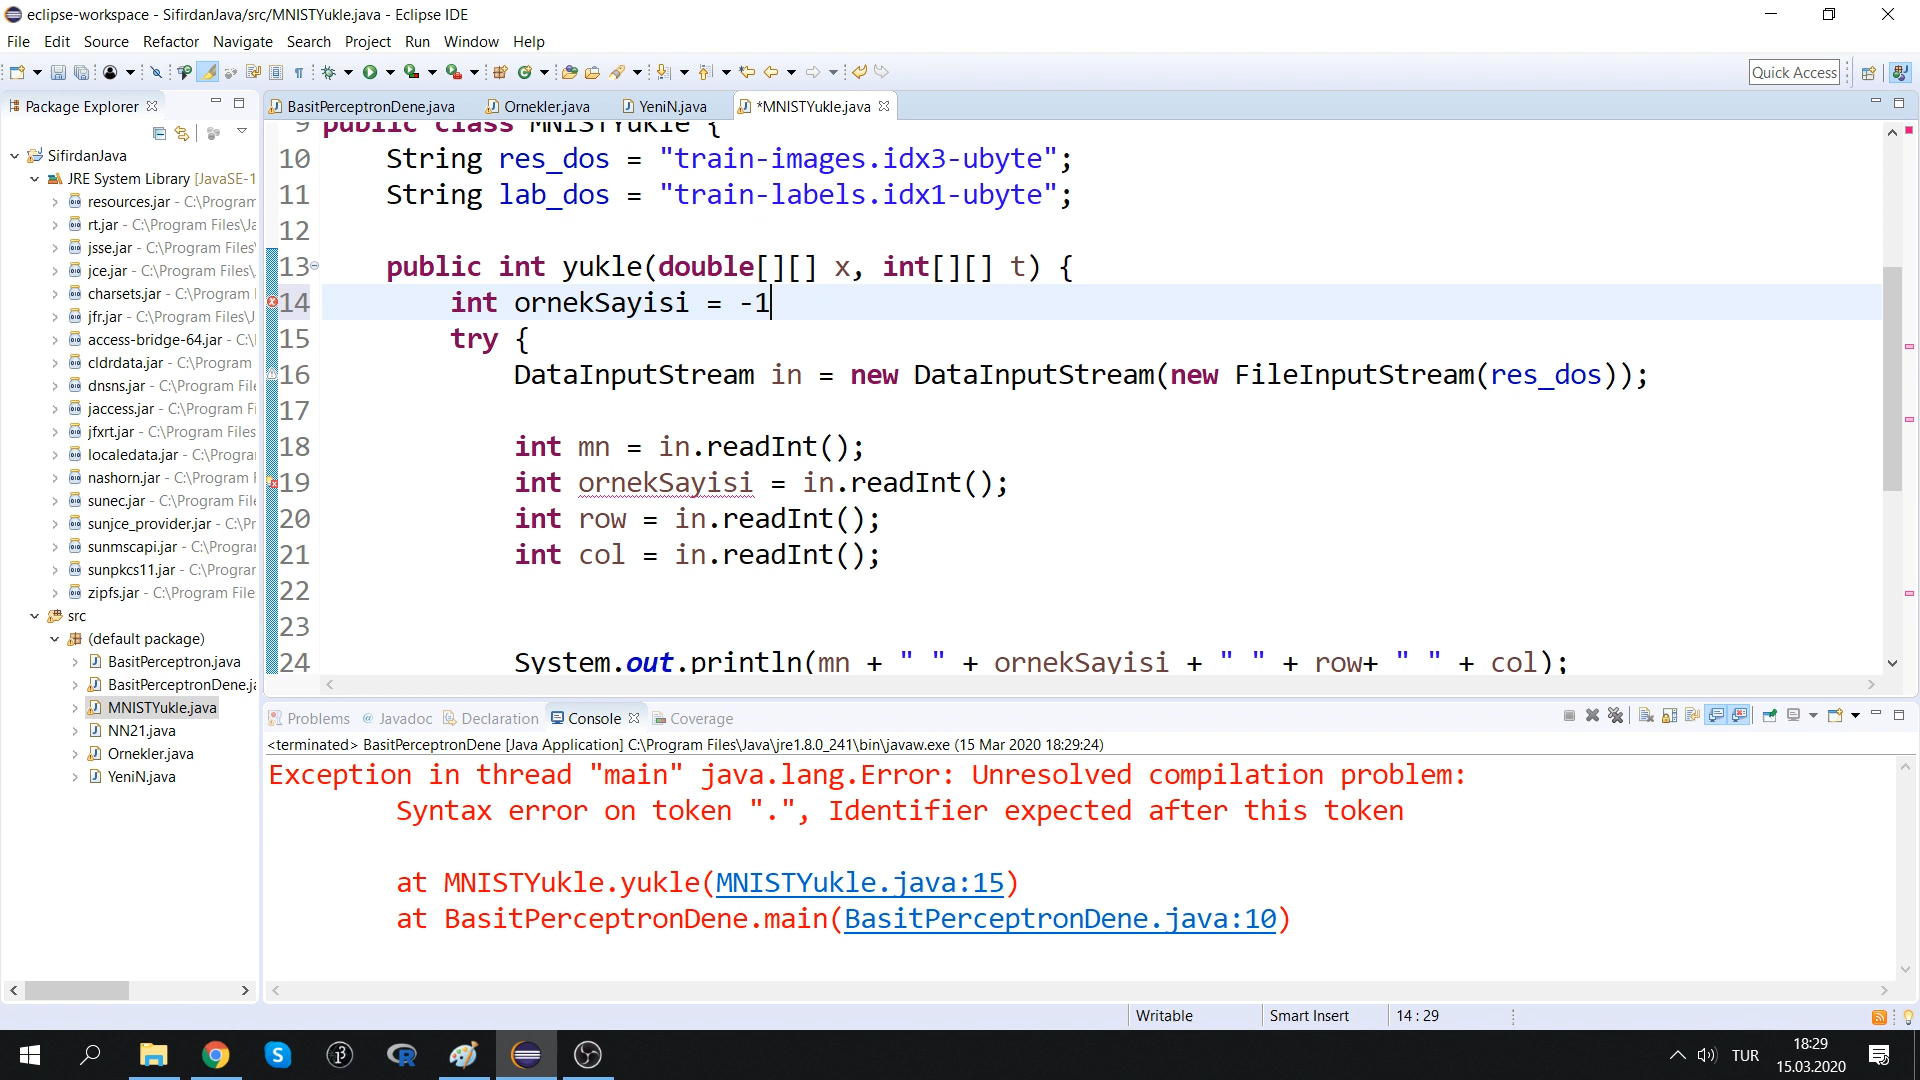 eclipse-workspace - SifirdanJava/src/MNISTYukle.java - Eclipse IDE
File Edit Source Refactor Navigate Search Project Run Window Help
Quick Access
Package Explorer
BasitPerceptronDene.java Ornekler.java YeniN.java *MNISTYukle.java
SifirdanJava
JRE System Library [JavaSE-1
resources.jar - C:\Program
rt.jar - C:\Program Files\Ja
jsse.jar - C:\Program Files\
jce.jar - C:\Program Files\
charsets.jar - C:\Program
jfr.jar - C:\Program Files\J
access-bridge-64.jar - C:\
cldrdata.jar - C:\Program
dnsns.jar - C:\Program File
jaccess.jar - C:\Program Fi
jfxrt.jar - C:\Program Files
localedata.jar - C:\Progra
nashorn.jar - C:\Program
sunec.jar - C:\Program File
sunjce_provider.jar - C:\Pr
sunmscapi.jar - C:\Progra
sunpkcs11.jar - C:\Progra
zipfs.jar - C:\Program File
src
(default package)
BasitPerceptron.java
BasitPerceptronDene.ja
MNISTYukle.java
NN21.java
Ornekler.java
YeniN.java
9 public class MNISTYukle {
10 String res_dos = "train-images.idx3-ubyte";
11 String lab_dos = "train-labels.idx1-ubyte";
12
13 public int yukle(double[][] x, int[][] t) {
14 int ornekSayisi = -1
15 try {
16 DataInputStream in = new DataInputStream(new FileInputStream(res_dos));
17
18 int mn = in.readInt();
19 int ornekSayisi = in.readInt();
20 int row = in.readInt();
21 int col = in.readInt();
22
23
24 System.out.println(mn + " " + ornekSayisi + " " + row+ " " + col);
Problems Javadoc Declaration Console Coverage
<terminated> BasitPerceptronDene [Java Application] C:\Program Files\Java\jre1.8.0_241\bin\javaw.exe (15 Mar 2020 18:29:24)
Exception in thread "main" java.lang.Error: Unresolved compilation problem:
Syntax error on token ".", Identifier expected after this token
at MNISTYukle.yukle(MNISTYukle.java:15)
at BasitPerceptronDene.main(BasitPerceptronDene.java:10)
Writable Smart Insert 14 : 29
TUR 18:29
15.03.2020